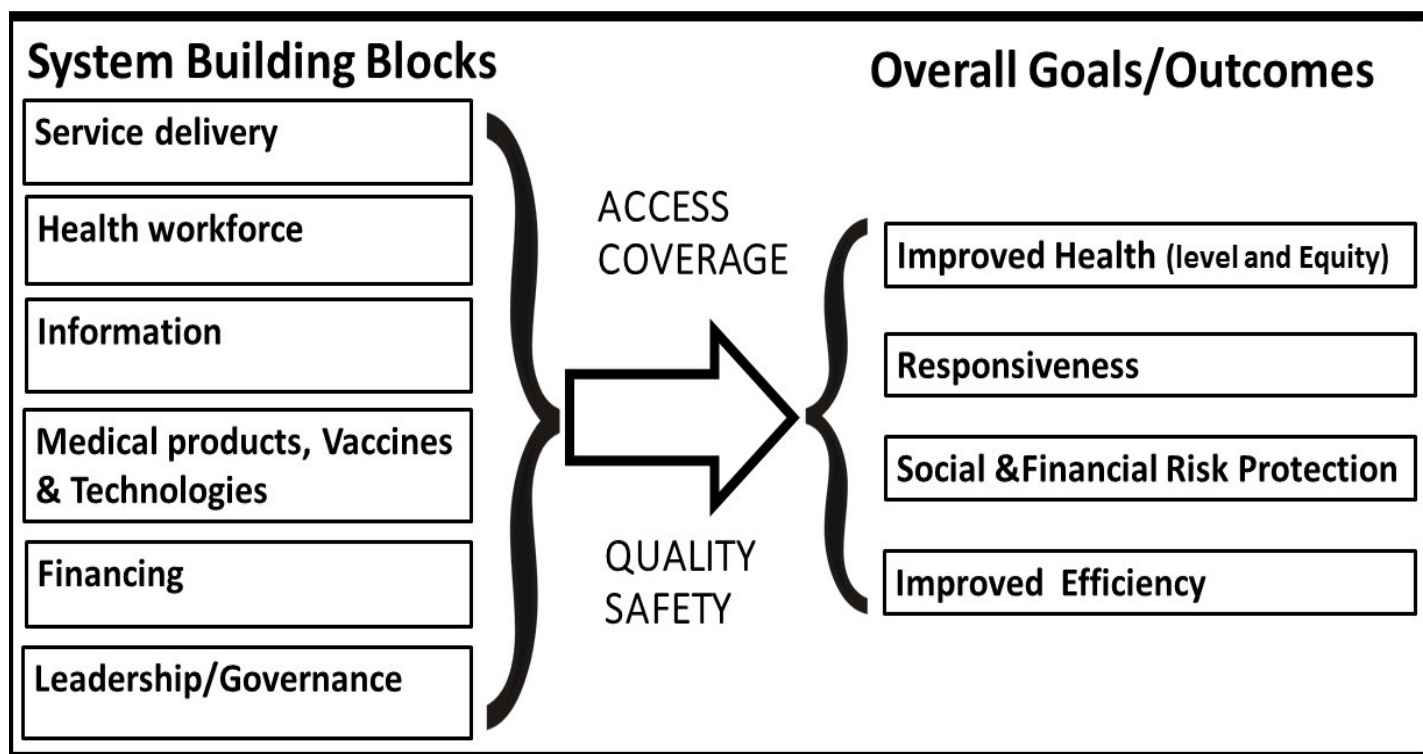 System Building Blocks
Service delivery
Health workforce
Information
Medical products, Vaccines
& Technologies
Financing
Leadership/Governance
ACCESS
COVERAGE
QUALITY
SAFETY
Overall Goals/Outcomes
Improved Health (level and Equity)
Responsiveness
Social &Financial Risk Protection
Improved Efficiency